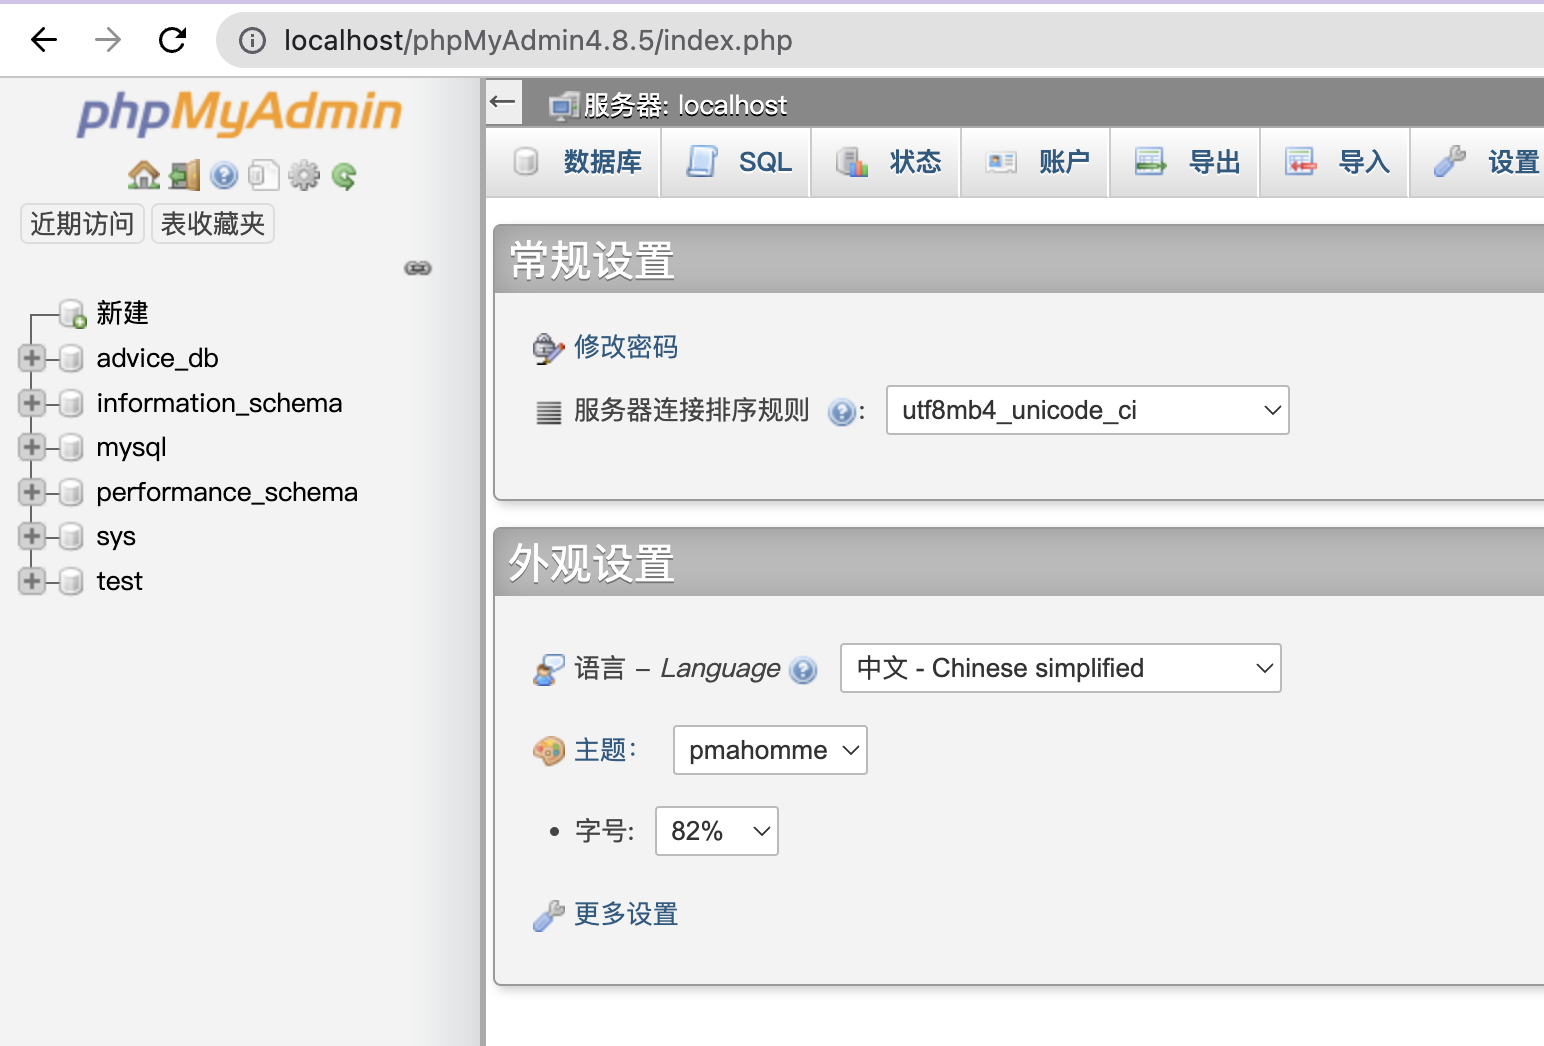 localhost/phpMyAdmin4.8.5/index.php
phpMyAdmin
近期访问 表收藏夹
新建
advice_db
information_schema
mysql
performance_schema
sys
test
服务器: localhost
数据库 SQL 状态 账户 导出 导入 设置
常规设置
修改密码
服务器连接排序规则 : utf8mb4_unicode_ci
外观设置
语言 – Language 中文 - Chinese simplified
主题: pmahomme
• 字号: 82%
更多设置